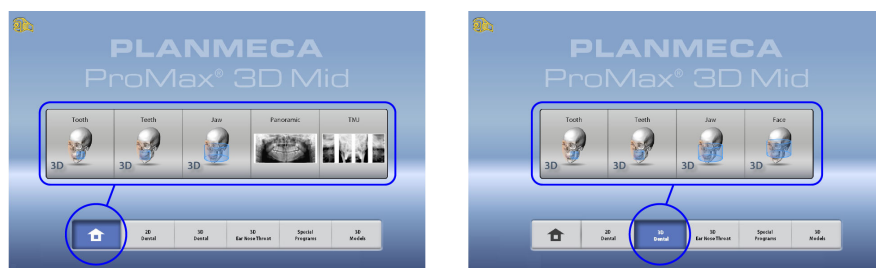 PLANMECA
ProMax® 3D Mid
Tooth Teeth Jaw Panoramic TMJ
3D 3D 3D
2D Dental 3D Dental 3D Ear Nose Throat Special Programs 3D Models
PLANMECA
ProMax® 3D Mid
Tooth Teeth Jaw Face
3D 3D 3D 3D
2D Dental 3D Dental 3D Ear Nose Throat Special Programs 3D Models